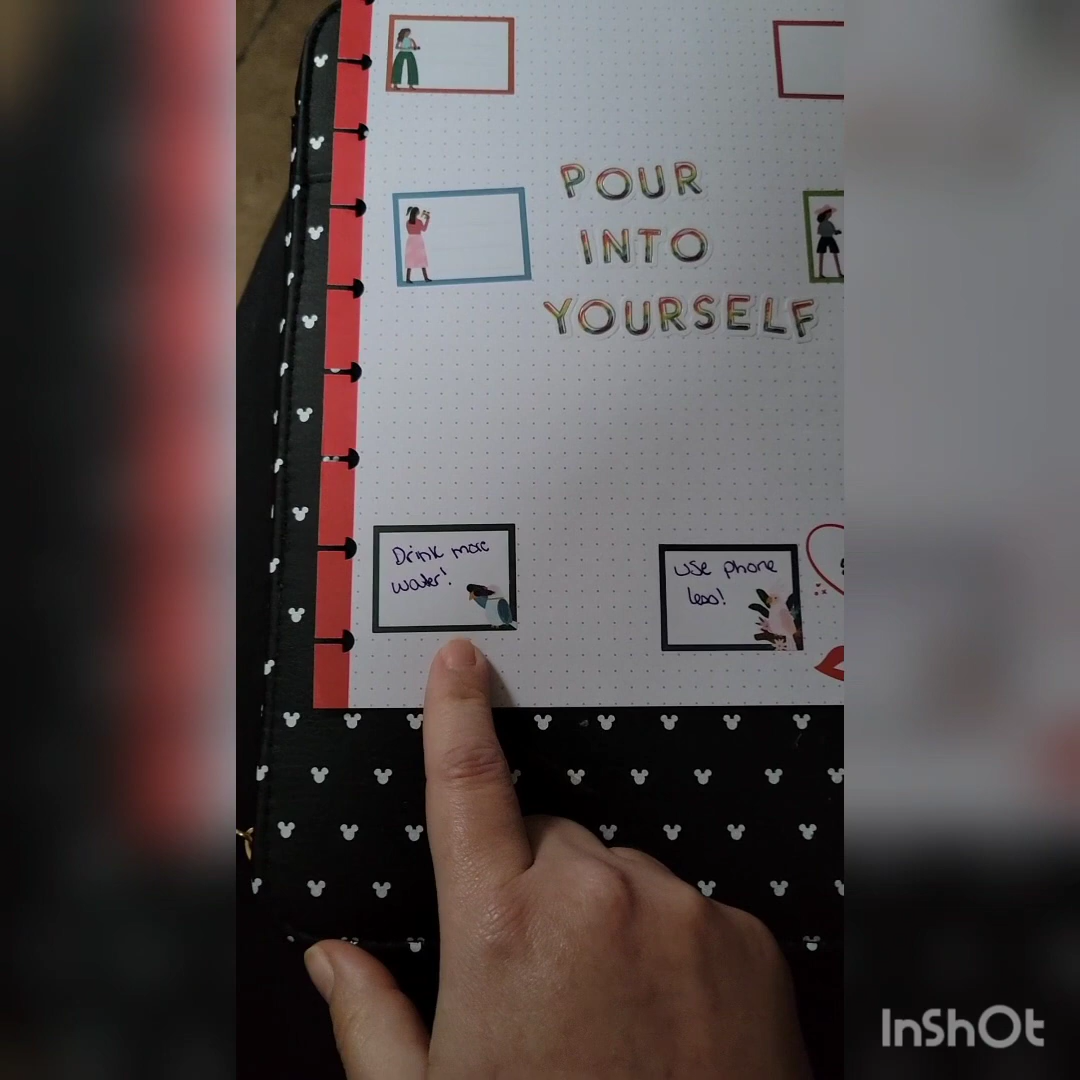 POUR
INTO
YOURSELF
Drink more
water!
use phone
less!
InShOt